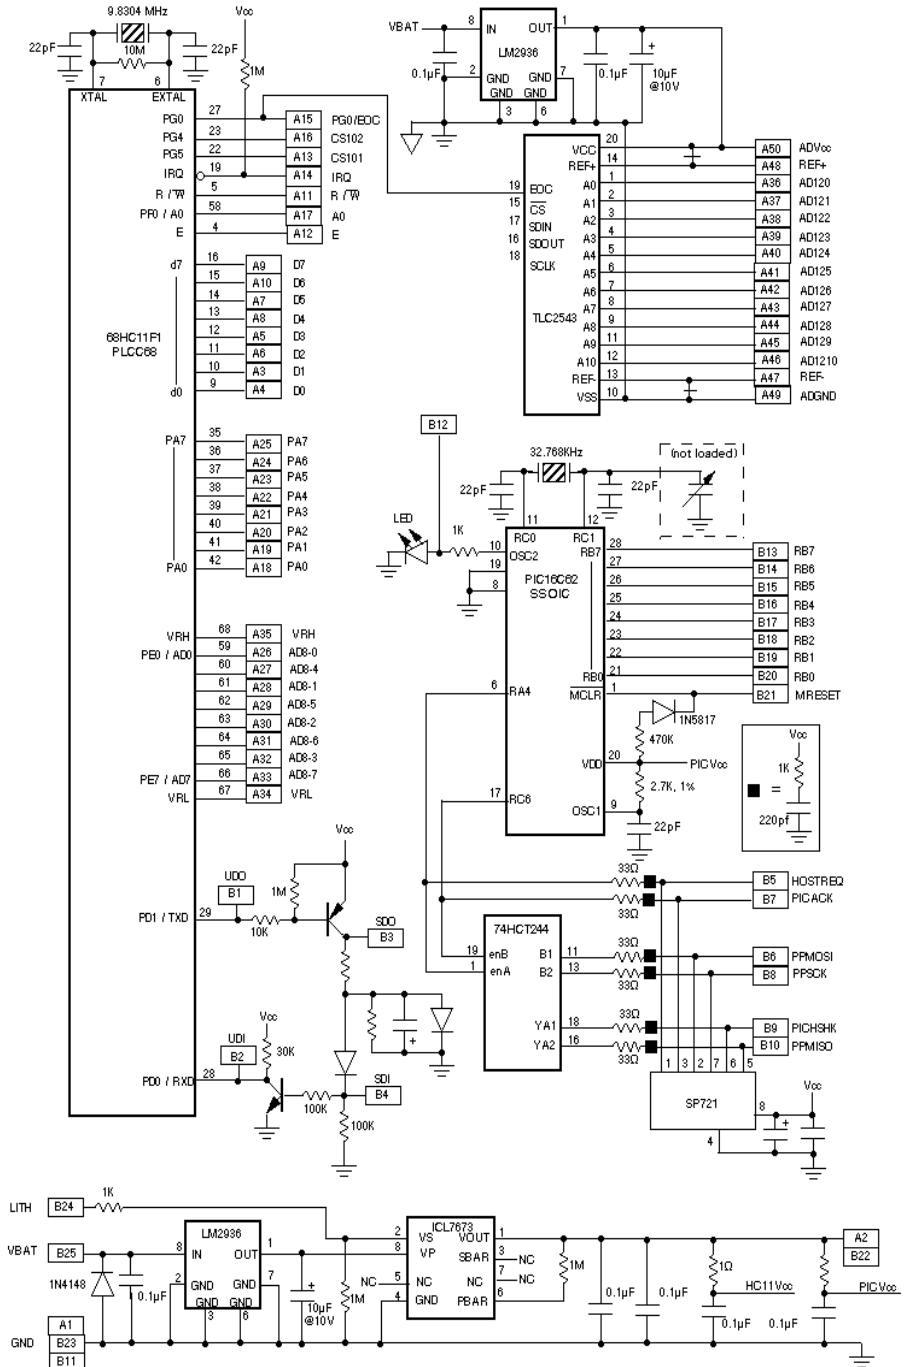 9.8304 MHz
Vcc
22pF
22pF
10M
1M
7
6
XTAL
EXTAL
PG0 27 A15 PG0/EOC
PG4 23 A16 CS102
PG5 22 A13 CS101
IRQ 19 A14 IRQ
R / W 5 A11 R / W
PF0 / A0 58 A17 A0
E 4 A12 E
d7 16 A9 D7
15 A10 D6
14 A7 D5
13 A8 D4
68HC11F1
PLCC68
12 A5 D3
11 A6 D2
10 A3 D1
d0 9 A4 D0
PA7 35 A25 PA7
36 A24 PA6
37 A23 PA5
38 A22 PA4
39 A21 PA3
40 A20 PA2
41 A19 PA1
PA0 42 A18 PA0
VRH 68 A35 VRH
PE0 / AD0 59 A26 AD8-0
60 A27 AD8-4
61 A28 AD8-1
62 A29 AD8-5
63 A30 AD8-2
64 A31 AD8-6
65 A32 AD8-3
PE7 / AD7 66 A33 AD8-7
VRL 67 A34 VRL
Vcc
UDO
B1
1M
PD1 / TXD 29
10K
SDO
B3
Vcc
UDI
B2
30K
+
PD0 / RXD 28
100K
SDI
B4
100K
VBAT 8 IN OUT 1
LM2936
0.1µF
2 GND GND 7
GND GND
3 6
0.1µF
+
10µF
@10V
VCC 20 A50 ADVcc
REF+ 14 A48 REF+
19 EOC
A0 1 A36 AD120
15 CS
A1 2 A37 AD121
17 SDIN
A2 3 A38 AD122
16 SDOUT
A3 4 A39 AD123
18 SCLK
A4 5 A40 AD124
A5 6 A41 AD125
A6 7 A42 AD126
A7 8 A43 AD127
TLC2543
A8 9 A44 AD128
A9 11 A45 AD129
A10 12 A46 AD1210
REF- 13 A47 REF-
VSS 10 A49 ADGND
B12
32.768KHz
(not loaded)
22pF
22pF
LED
1K
11
12
RC0
RC1
10 OSC2
19
8
PIC16C62
SSOIC
RB7 28 B13 RB7
27 B14 RB6
26 B15 RB5
25 B16 RB4
24 B17 RB3
23 B18 RB2
22 B19 RB1
RB0 21 B20 RB0
MCLR 1 B21 MRESET
6 RA4
1N5817
470K
VDD 20 PICVcc
2.7K, 1%
17 RC6
OSC1 9
22pF
Vcc
1K
=
220pf
33Ω
B5 HOSTREQ
B7 PICACK
33Ω
74HCT244
19 enB
1 enA
B1 11
33Ω
B6 PPMOSI
B2 13
33Ω
B8 PPSCK
YA1 18
33Ω
B9 PICHSHK
YA2 16
33Ω
B10 PPMISO
1 3 2 7 6 5
SP721
8
4
Vcc
+
LITH B24 1K
VBAT B25
1N4148
0.1µF
LM2936
8 IN OUT 1
2 GND GND 7
GND GND
3 6
+
10µF
@10V
1M
ICL7673
2 VS VOUT 1
8 VP SBAR 3 NC
NC 5 NC NC 7 NC
4 GND PBAR 6
1M
0.1µF
0.1µF
1Ω
HC11Vcc
0.1µF
0.1µF
PICVcc
A2
B22
A1
GND B23
B11